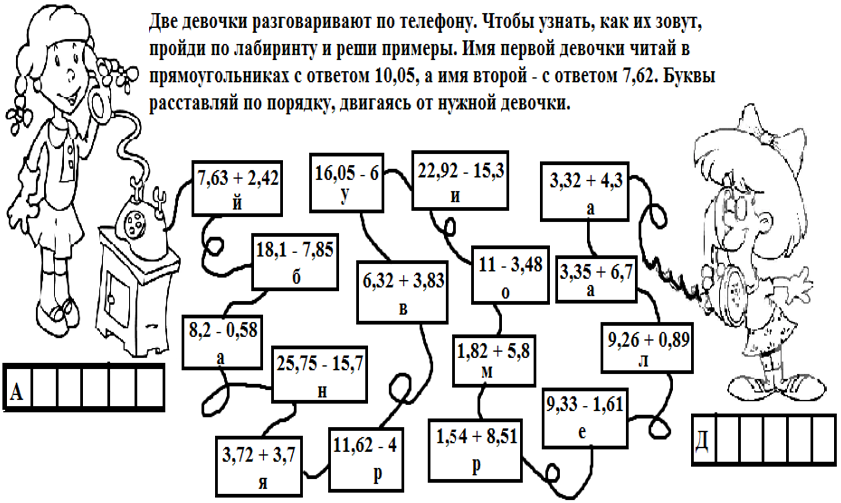 Две девочки разговаривают по телефону. Чтобы узнать, как их зовут,
пройди по лабиринту и реши примеры. Имя первой девочки читай в
прямоугольниках с ответом 10,05, а имя второй - с ответом 7,62. Буквы
расставляй по порядку, двигаясь от нужной девочки.
7,63 + 2,42
й
16,05 - 6
у
22,92 - 15,3
и
3,32 + 4,3
а
18,1 - 7,85
б
6,32 + 3,83
в
11 - 3,48
о
3,35 + 6,7
а
8,2 - 0,58
а
25,75 - 15,7
н
1,82 + 5,8
м
9,26 + 0,89
л
3,72 + 3,7
я
11,62 - 4
р
1,54 + 8,51
р
9,33 - 1,61
е
А
Д